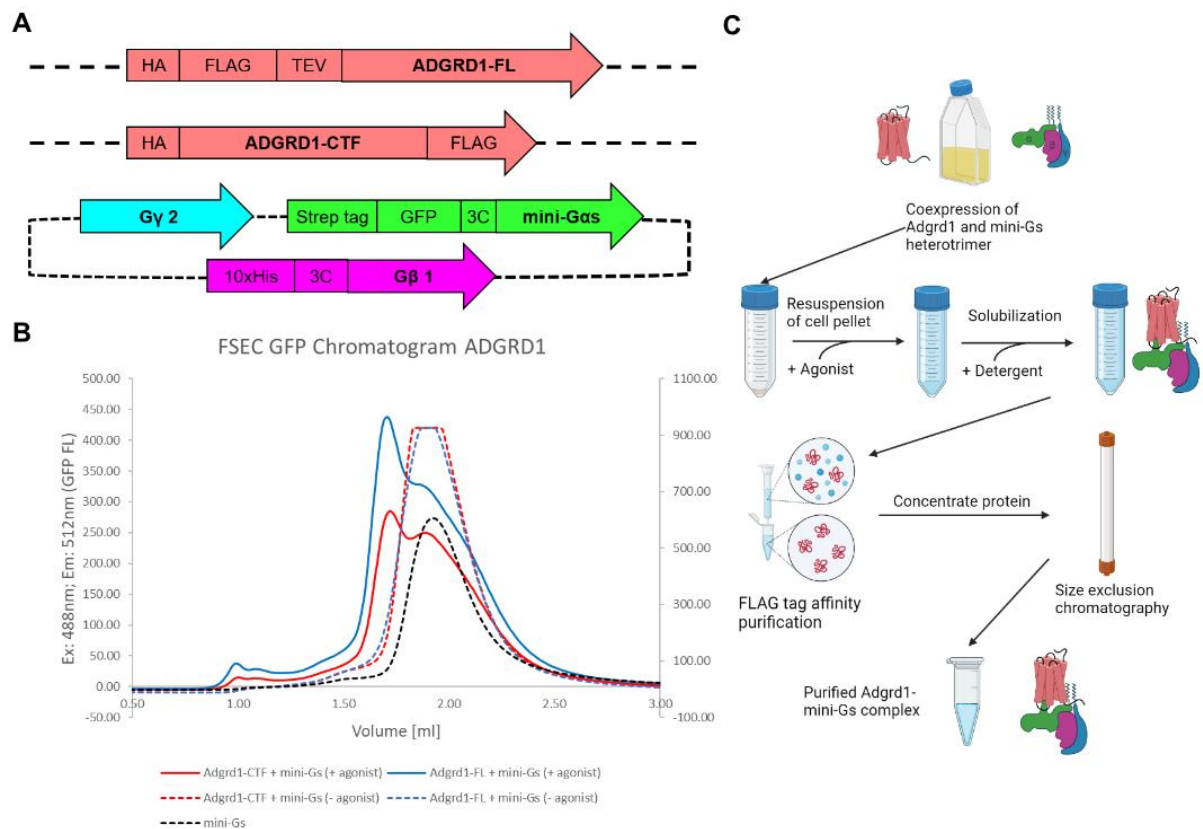 A
HA FLAG TEV ADGRD1-FL
HA ADGRD1-CTF FLAG
Gγ 2 Strep tag GFP 3C mini-Gαs
10xHis 3C Gβ 1
B
FSEC GFP Chromatogram ADGRD1
Ex: 488nm; Em: 512nm (GFP FL)
500.00
450.00
400.00
350.00
300.00
250.00
200.00
150.00
100.00
50.00
0.00
-50.00
1100.00
900.00
700.00
500.00
300.00
100.00
-100.00
0.50 1.00 1.50 2.00 2.50 3.00
Volume [ml]
Adgrd1-CTF + mini-Gs (+ agonist) Adgrd1-FL + mini-Gs (+ agonist)
Adgrd1-CTF + mini-Gs (- agonist) Adgrd1-FL + mini-Gs (- agonist)
mini-Gs
C
Coexpression of
Adgrd1 and mini-Gs
heterotrimer
Resuspension
of cell pellet
+ Agonist
Solubilization
+ Detergent
Concentrate protein
FLAG tag affinity
purification
Size exclusion
chromatography
Purified Adgrd1-
mini-Gs complex